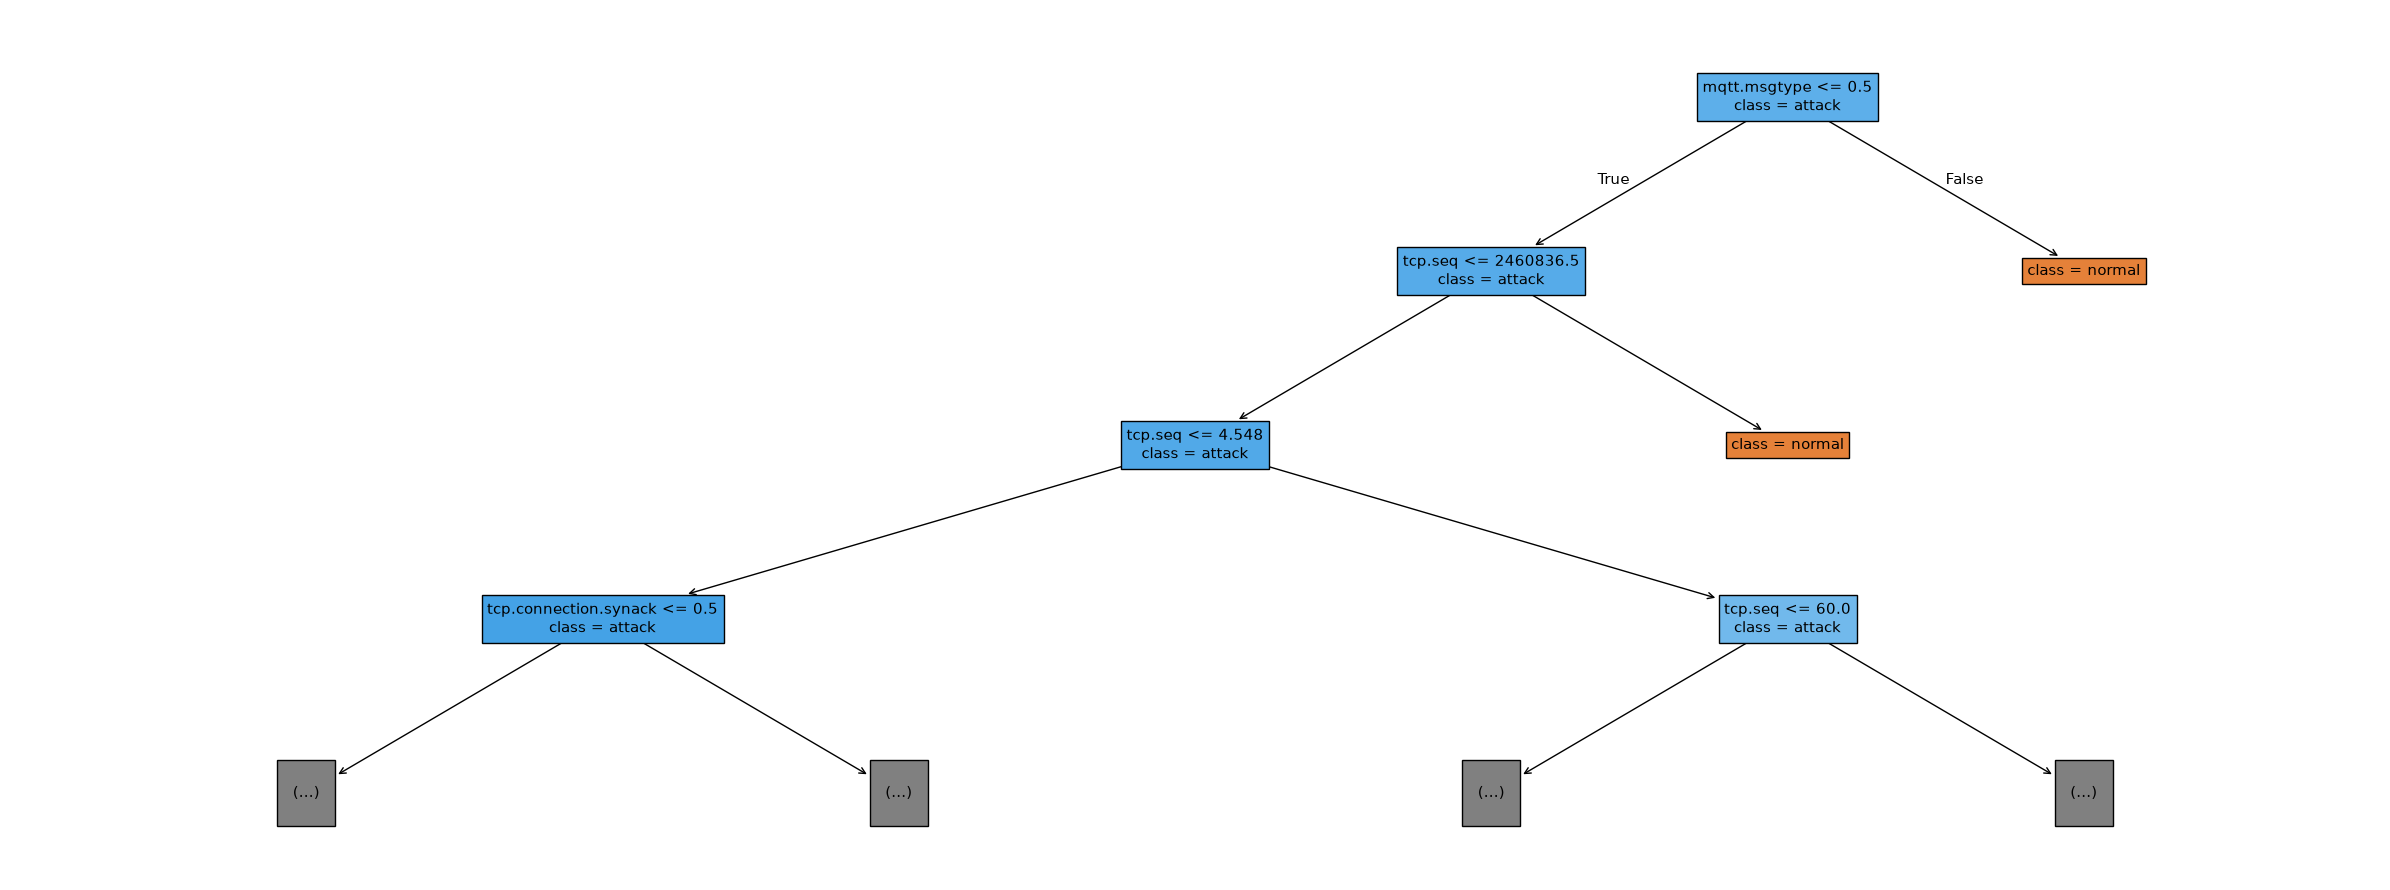 mqtt.msgtype <= 0.5
class = attack
True
False
tcp.seq <= 2460836.5
class = attack
class = normal
tcp.seq <= 4.548
class = attack
class = normal
tcp.connection.synack <= 0.5
class = attack
tcp.seq <= 60.0
class = attack
(...)
(...)
(...)
(...)